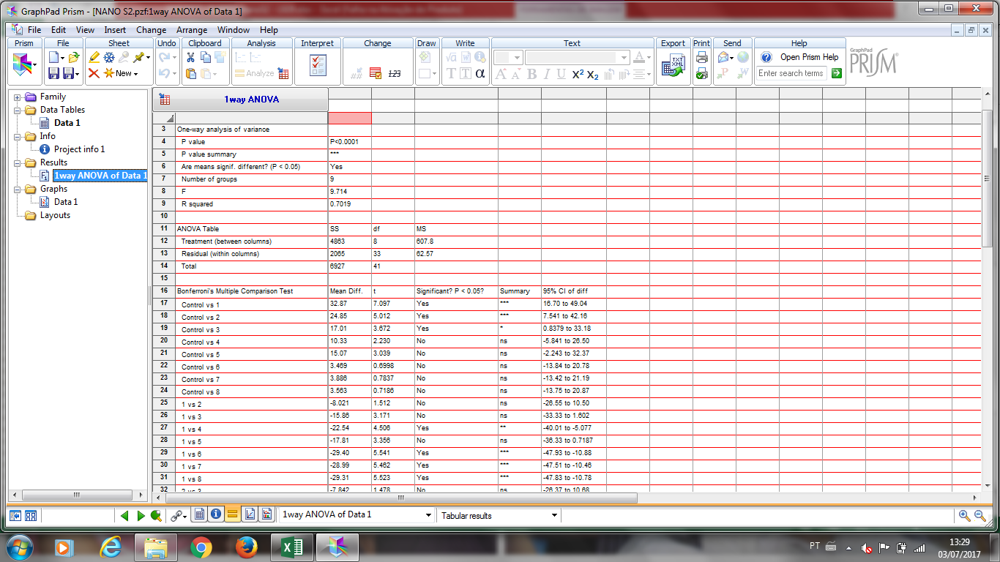 GraphPad Prism - [NANO S2.pzf:1way ANOVA of Data 1]
File Edit View Insert Change Arrange Window Help
Prism File Sheet Undo Clipboard Analysis Interpret Change Draw Write Text Export Print Send Help
New
Analyze
123
TXT XML
Open Prism Help
Enter search terms
GraphPad PRISM
Family
Data Tables
Data 1
Info
Project info 1
Results
1way ANOVA of Data 1
Graphs
Data 1
Layouts
1way ANOVA
3 One-way analysis of variance
4 P value P<0.0001
5 P value summary ***
6 Are means signif. different? (P < 0.05) Yes
7 Number of groups 9
8 F 9.714
9 R squared 0.7019
10
11 ANOVA Table SS df MS
12 Treatment (between columns) 4863 8 607.8
13 Residual (within columns) 2065 33 62.57
14 Total 6927 41
15
16 Bonferroni's Multiple Comparison Test Mean Diff. t Significant? P < 0.05? Summary 95% CI of diff
17 Control vs 1 32.87 7.097 Yes *** 16.70 to 49.04
18 Control vs 2 24.85 5.012 Yes *** 7.541 to 42.16
19 Control vs 3 17.01 3.672 Yes * 0.8379 to 33.18
20 Control vs 4 10.33 2.230 No ns -5.841 to 26.50
21 Control vs 5 15.07 3.039 No ns -2.243 to 32.37
22 Control vs 6 3.469 0.6998 No ns -13.84 to 20.78
23 Control vs 7 3.886 0.7837 No ns -13.42 to 21.19
24 Control vs 8 3.563 0.7186 No ns -13.75 to 20.87
25 1 vs 2 -8.021 1.512 No ns -26.55 to 10.50
26 1 vs 3 -15.86 3.171 No ns -33.33 to 1.602
27 1 vs 4 -22.54 4.506 Yes ** -40.01 to -5.077
28 1 vs 5 -17.81 3.356 No ns -36.33 to 0.7187
29 1 vs 6 -29.40 5.541 Yes *** -47.93 to -10.88
30 1 vs 7 -28.99 5.462 Yes *** -47.51 to -10.46
31 1 vs 8 -29.31 5.523 Yes *** -47.83 to -10.78
32 2 vs 3 -7.842 1.478 No ns -26.37 to 10.68
1way ANOVA of Data 1 Tabular results
PT
13:29
03/07/2017